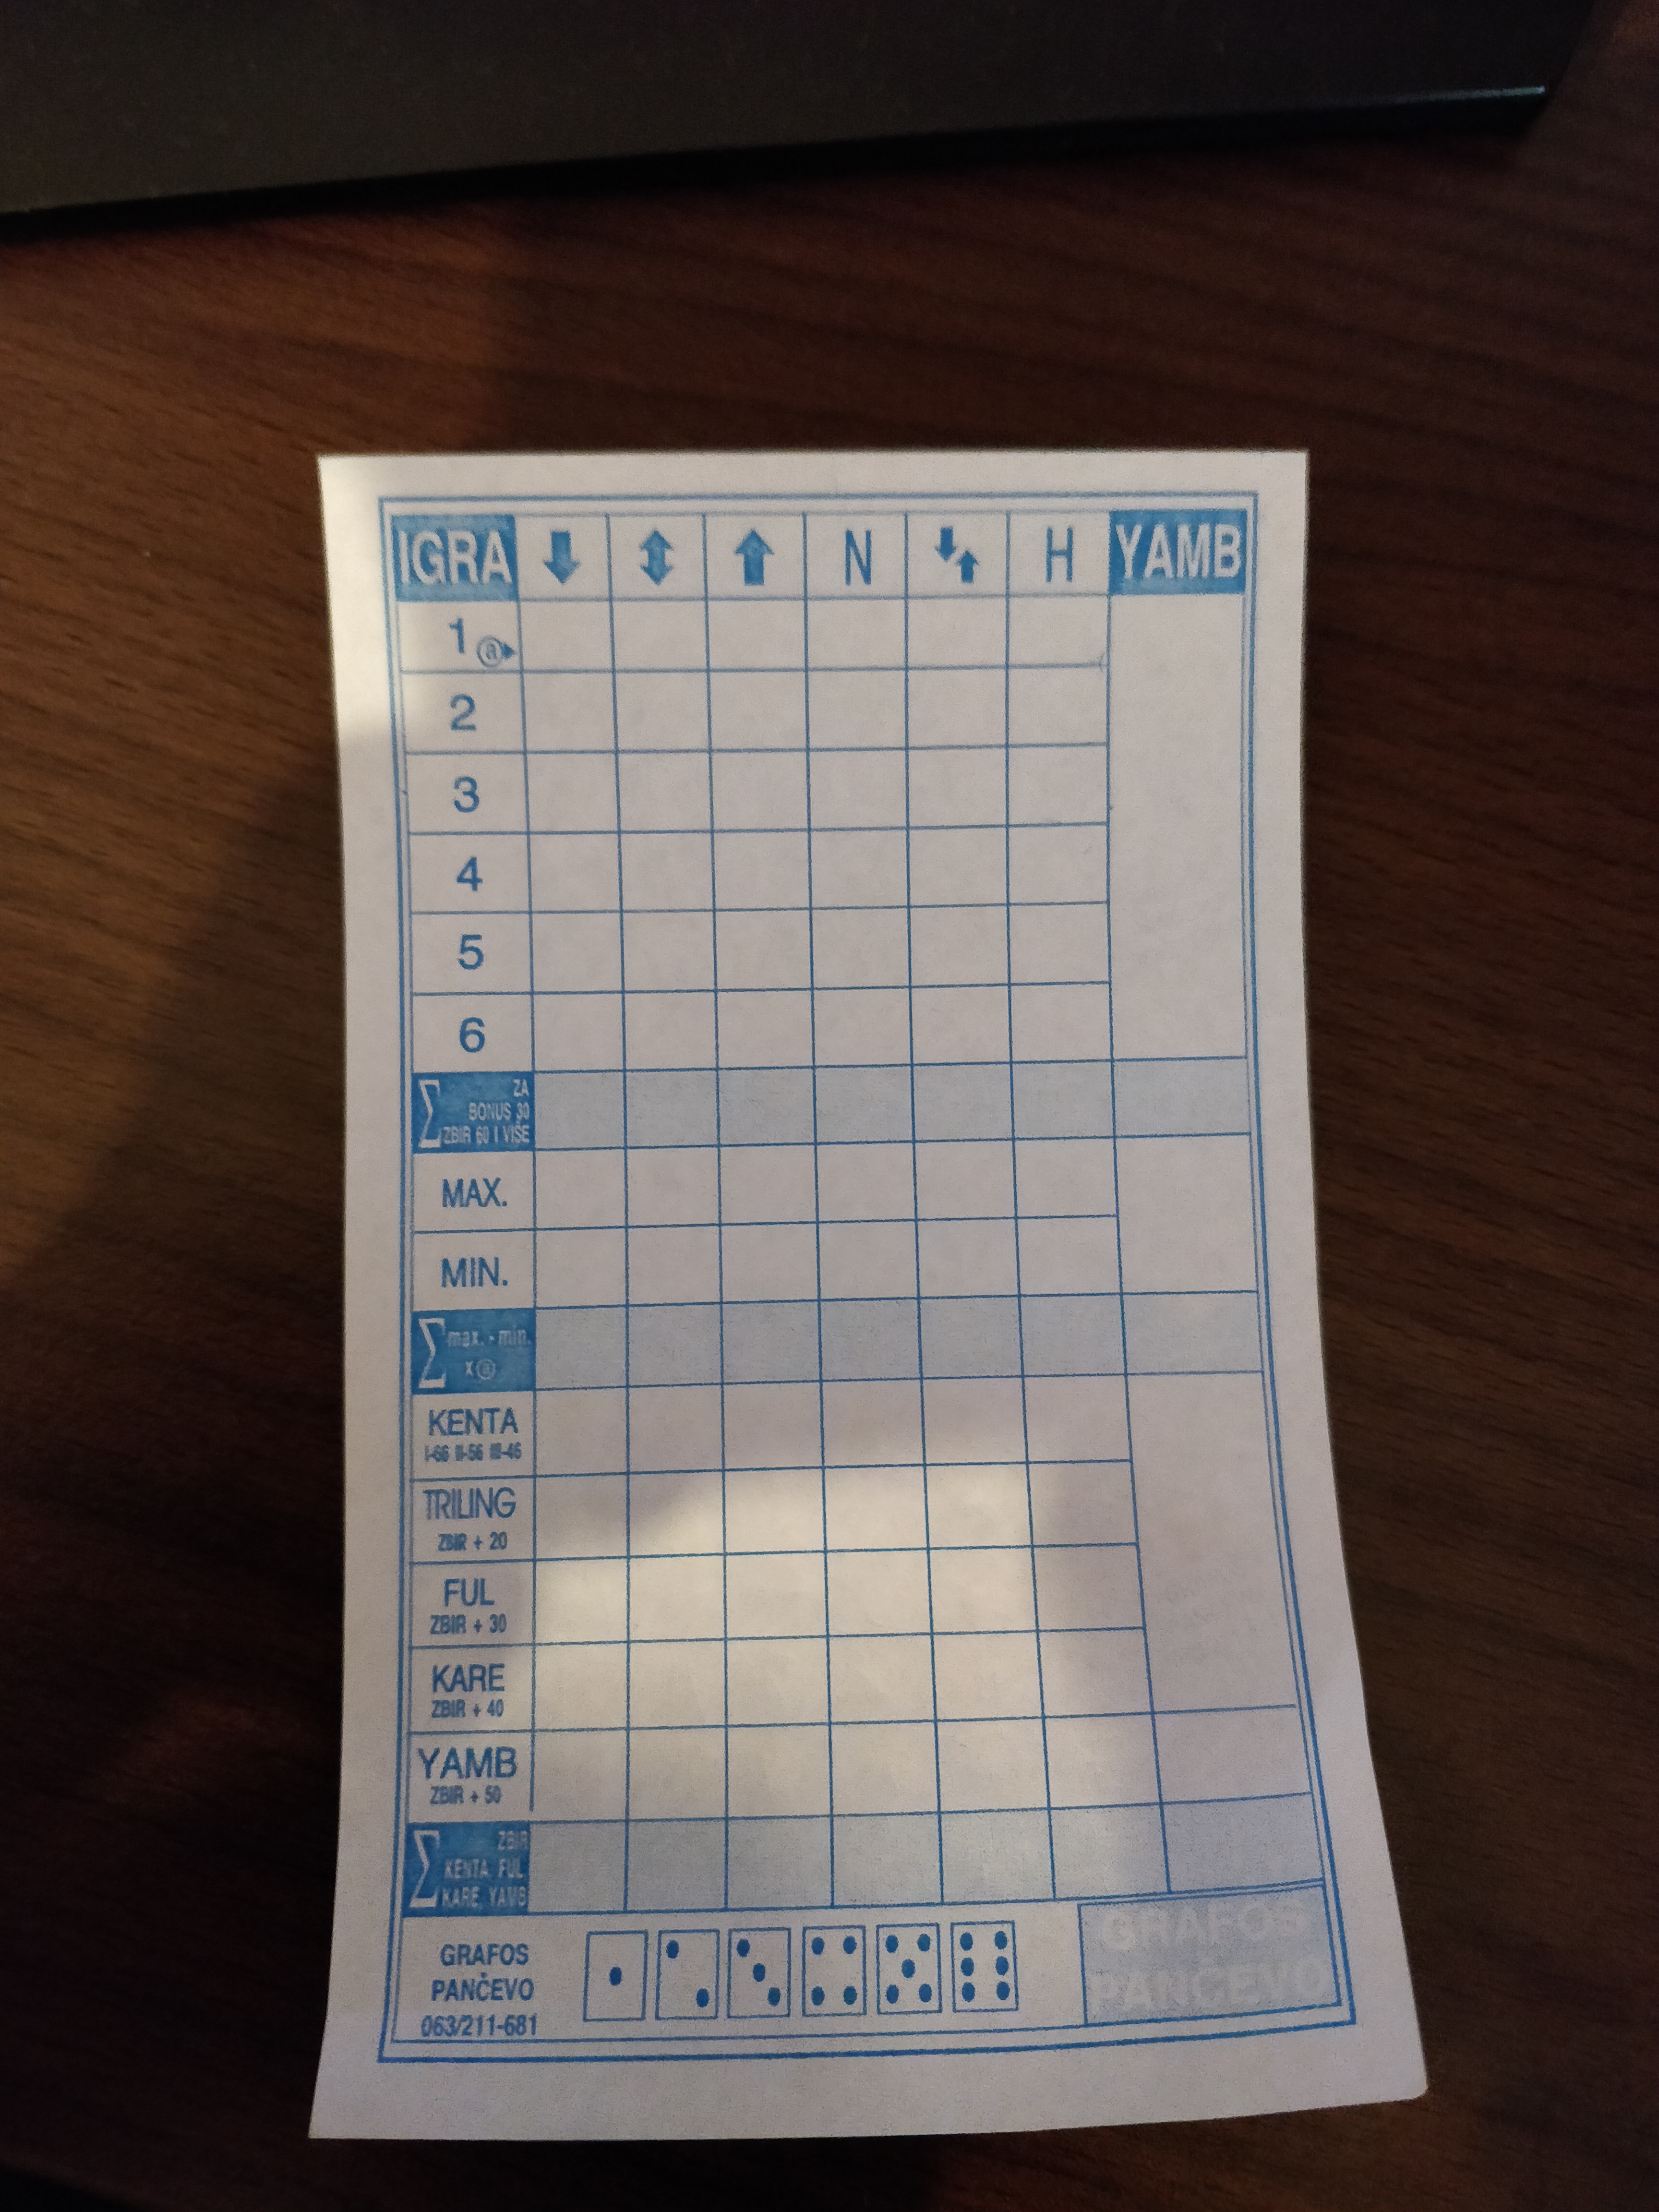 IGRA N H YAMB
1 a
2
3
4
5
6
∑ ZA
BONUS 30
ZBIR 60 I VIŠE
MAX.
MIN.
∑ max. - min.
x a
KENTA
I-66 II-56 III-46
TRILING
ZBIR + 20
FUL
ZBIR + 30
KARE
ZBIR + 40
YAMB
ZBIR + 50
∑ ZBIR
KENTA, FUL
KARE, YAMB
GRAFOS
PANČEVO
063/211-681
GRAFOS
PANČEVO